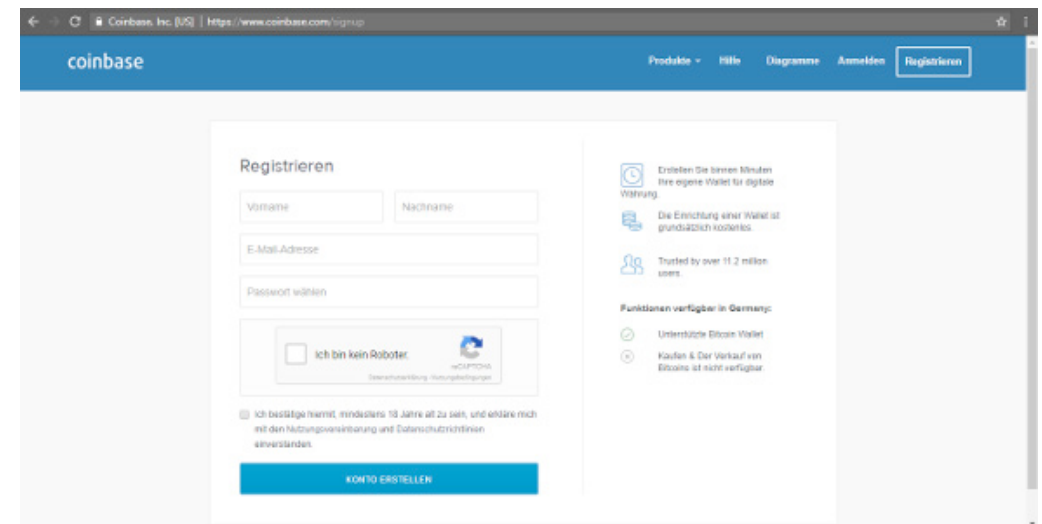 Coinbase, Inc. [US] | https://www.coinbase.com/signup
coinbase
Produkte Hilfe Diagramme Anmelden Registrieren
Registrieren
Vorname Nachname
E-Mail-Adresse
Passwort wählen
Ich bin kein Roboter.
reCAPTCHA
Datenschutzerklärung - Nutzungsbedingungen
Ich bestätige hiermit, mindestens 18 Jahre alt zu sein, und erkläre mich
mit den Nutzungsvereinbarung und Datenschutzrichtlinien
einverstanden.
KONTO ERSTELLEN
Erstellen Sie binnen Minuten
Ihre eigene Wallet für digitale
Währung.
Die Einrichtung einer Wallet ist
grundsätzlich kostenlos.
Trusted by over 11.2 million
users.
Funktionen verfügbar in Germany:
Unterstützte Bitcoin Wallet
Kaufen & Der Verkauf von
Bitcoins ist nicht verfügbar.